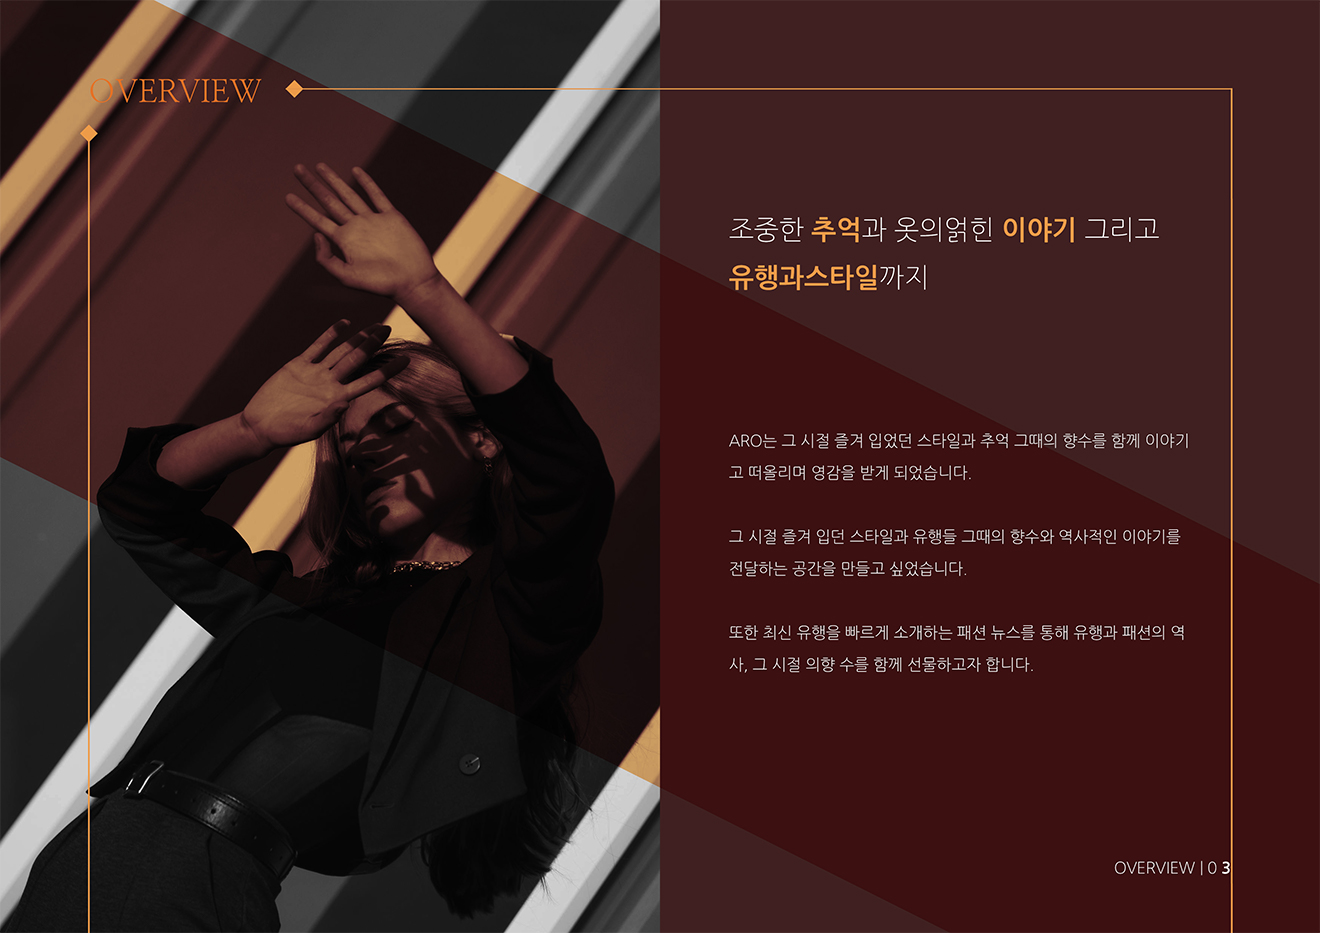 OVERVIEW
조중한 추억과 옷의얽힌 이야기 그리고
유행과스타일까지
ARO는 그 시절 즐겨 입었던 스타일과 추억 그때의 향수를 함께 이야기
고 떠올리며 영감을 받게 되었습니다.
그 시절 즐겨 입던 스타일과 유행들 그때의 향수와 역사적인 이야기를
전달하는 공간을 만들고 싶었습니다.
또한 최신 유행을 빠르게 소개하는 패션 뉴스를 통해 유행과 패션의 역
사, 그 시절 의향 수를 함께 선물하고자 합니다.
OVERVIEW | 0 3